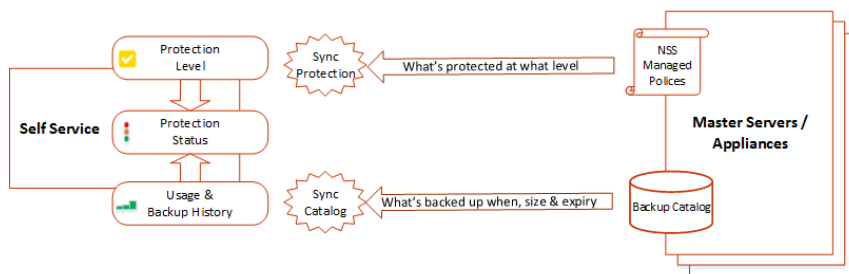 Protection
Level
Sync
Protection
What's protected at what level
NSS
Managed
Polices
Self Service
Protection
Status
Master Servers /
Appliances
Usage &
Backup History
Sync
Catalog
What's backed up when, size & expiry
Backup Catalog